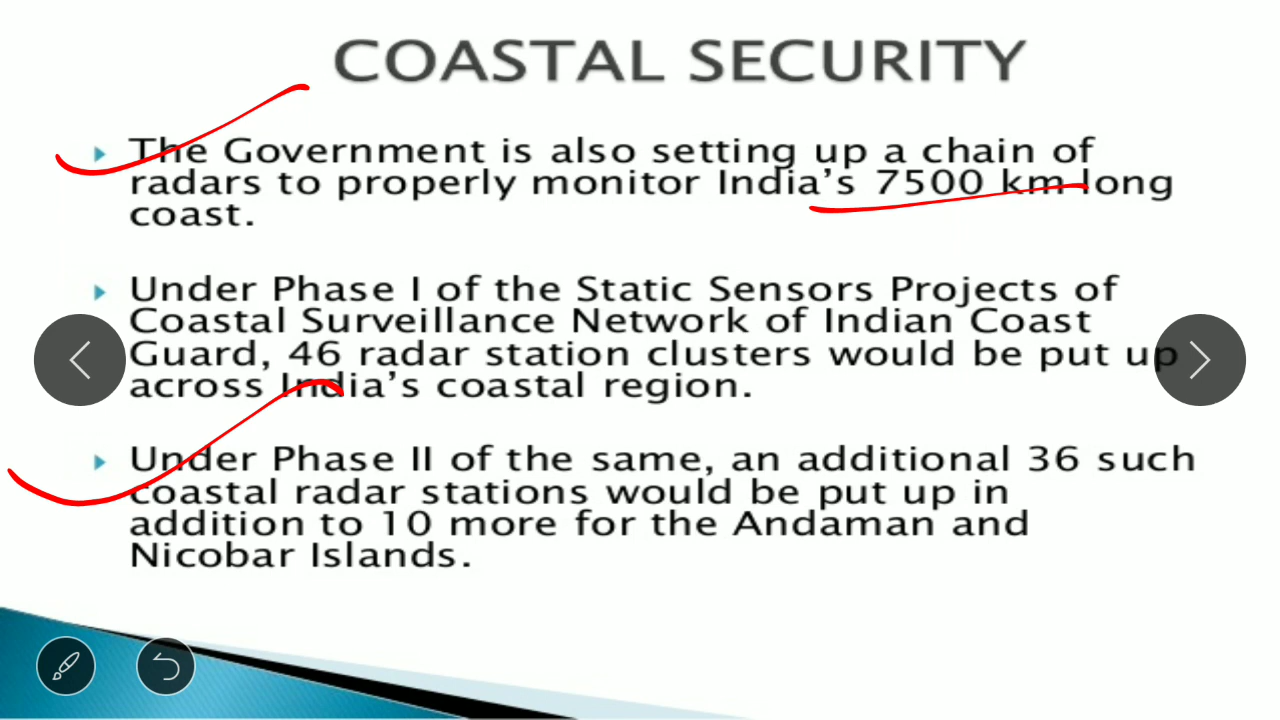 COASTAL SECURITY
The Government is also setting up a chain of
radars to properly monitor India's 7500 km long
coast.
Under Phase I of the Static Sensors Projects of
Coastal Surveillance Network of Indian Coast
Guard, 46 radar station clusters would be put up
across India's coastal region.
Under Phase II of the same, an additional 36 such
coastal radar stations would be put up in
addition to 10 more for the Andaman and
Nicobar Islands.